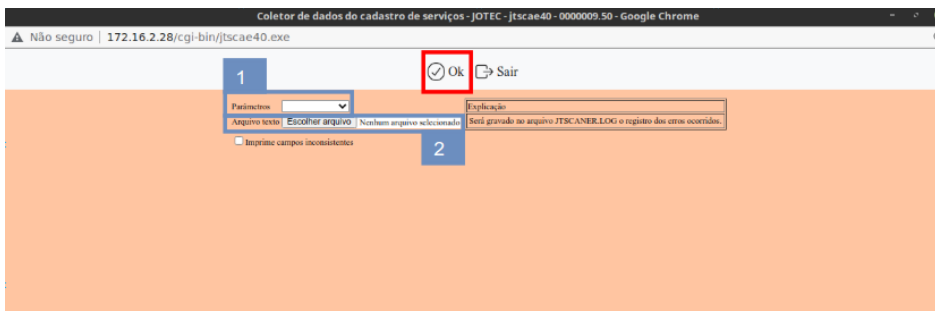 Coletor de dados do cadastro de serviços - JOTEC - jtscae40 - 0000009.50 - Google Chrome
Não seguro | 172.16.2.28/cgi-bin/jtscae40.exe
Ok Sair
1
Parâmetros
Explicação
Arquivo texto Escolher arquivo Nenhum arquivo selecionado
Será gravado no arquivo JTSCANER.LOG o registro dos erros ocorridos.
Imprime campos inconsistentes
2